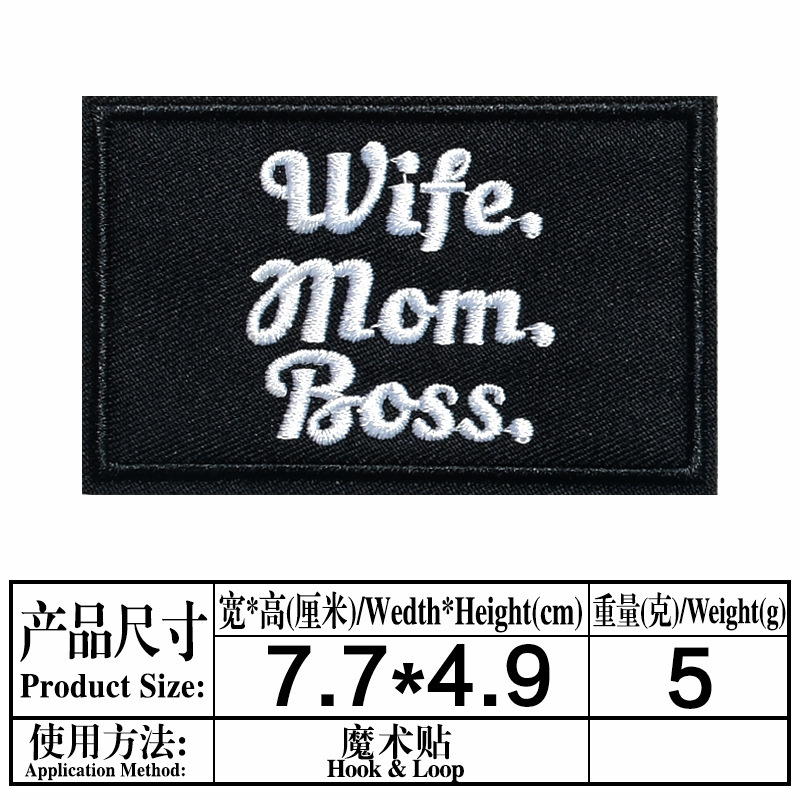 Wife.
Mom.
Boss.
产品尺寸
Product Size:
宽*高(厘米)/Wedth*Height(cm)
重量(克)/Weight(g)
7.7*4.9
5
使用方法:
Application Method:
魔术贴
Hook & Loop